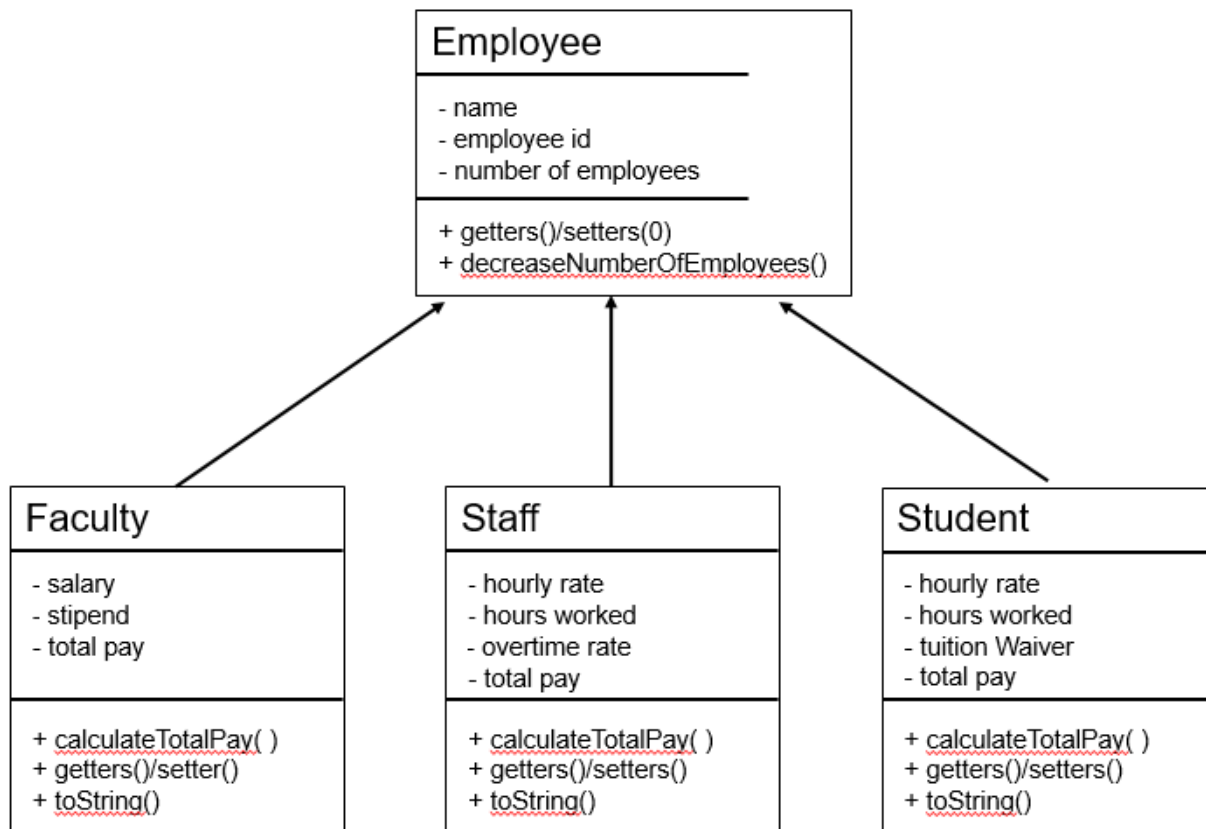 Employee
- name
- employee id
- number of employees
+ getters()/setters(0)
+ decreaseNumberOfEmployees()
Faculty
- salary
- stipend
- total pay
+ calculateTotalPay( )
+ getters()/setter()
+ toString()
Staff
- hourly rate
- hours worked
- overtime rate
- total pay
+ calculateTotalPay( )
+ getters()/setters()
+ toString()
Student
- hourly rate
- hours worked
- tuition Waiver
- total pay
+ calculateTotalPay( )
+ getters()/setters()
+ toString()